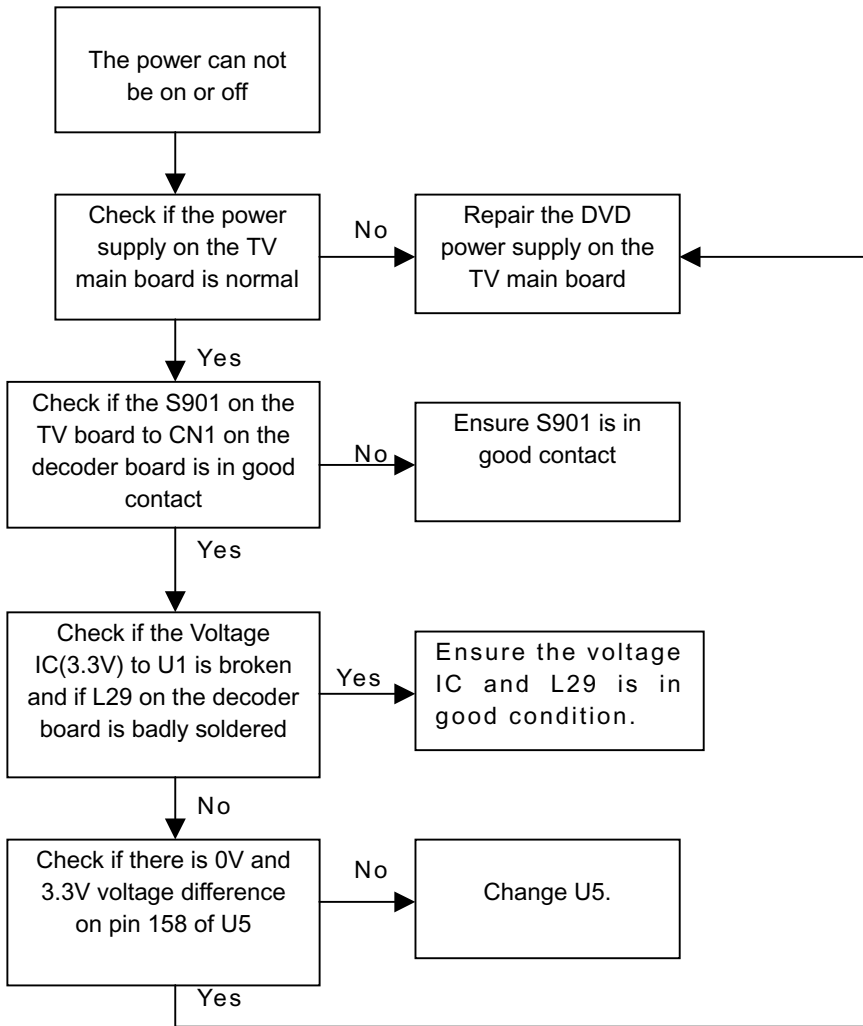 The power can not
be on or off
Check if the power
supply on the TV
main board is normal
No
Repair the DVD
power supply on the
TV main board
Yes
Check if the S901 on the
TV board to CN1 on the
decoder board is in good
contact
No
Ensure S901 is in
good contact
Yes
Check if the Voltage
IC(3.3V) to U1 is broken
and if L29 on the decoder
board is badly soldered
Yes
Ensure the voltage
IC and L29 is in
good condition.
No
Check if there is 0V and
3.3V voltage difference
on pin 158 of U5
No
Change U5.
Yes